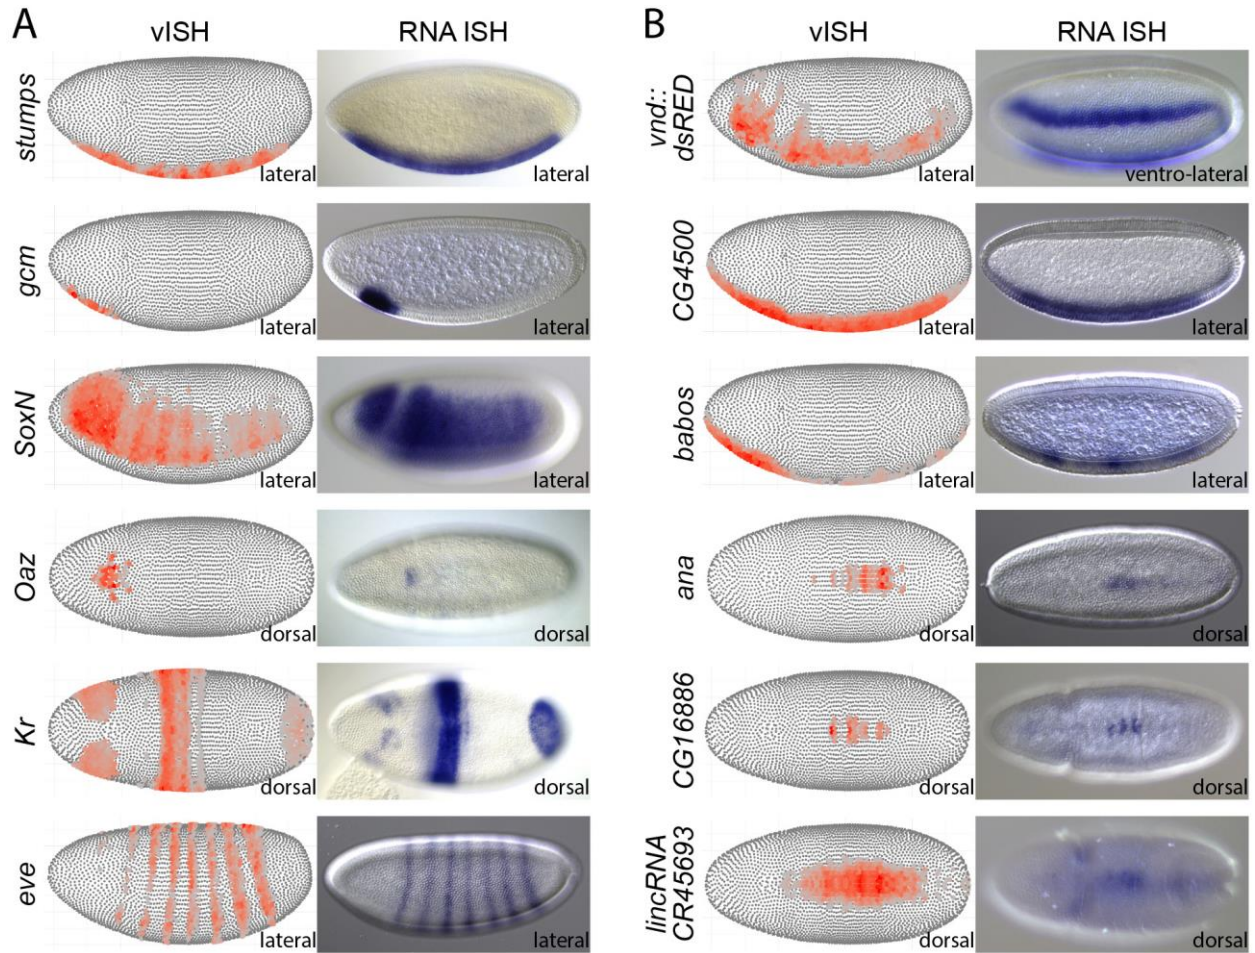 A
vISH
RNA ISH
stumps
lateral
lateral
gcm
lateral
lateral
SoxN
lateral
lateral
Oaz
dorsal
dorsal
Kr
dorsal
dorsal
eve
lateral
lateral
B
vISH
RNA ISH
vnd::
dsRED
lateral
ventro-lateral
CG4500
lateral
lateral
babos
lateral
lateral
ana
dorsal
dorsal
CG16886
dorsal
dorsal
lincRNA
CR45693
dorsal
dorsal